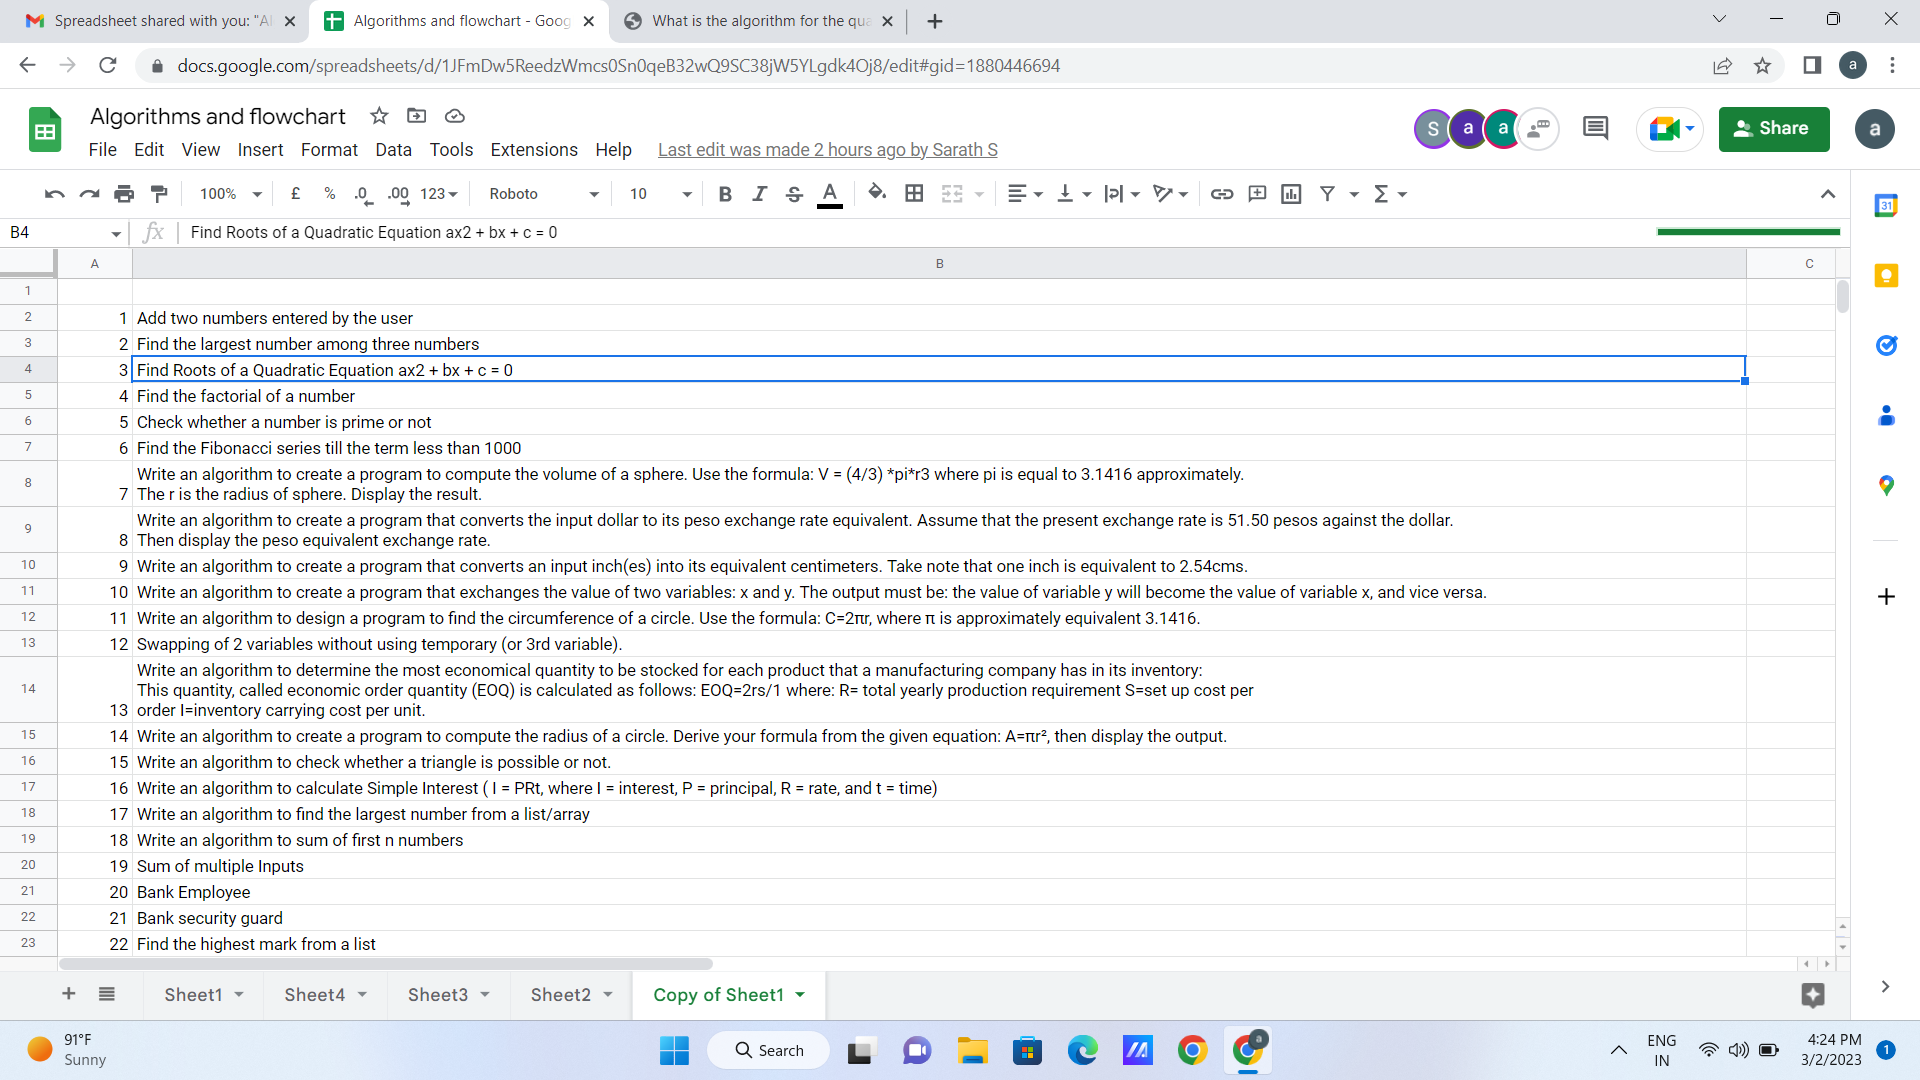 Spreadsheet shared with you: "Al
Algorithms and flowchart - Goog
What is the algorithm for the qua
docs.google.com/spreadsheets/d/1JFmDw5ReedzWmcs0Sn0qeB32wQ9SC38jW5YLgdk4Oj8/edit#gid=1880446694
a
Algorithms and flowchart
S a a
Share
a
File Edit View Insert Format Data Tools Extensions Help Last edit was made 2 hours ago by Sarath S
100% £ % .0 .00 123 Roboto 10 B I S A Σ
31
B4 fx Find Roots of a Quadratic Equation ax2 + bx + c = 0
A B C
1
2 1 Add two numbers entered by the user
3 2 Find the largest number among three numbers
4 3 Find Roots of a Quadratic Equation ax2 + bx + c = 0
5 4 Find the factorial of a number
6 5 Check whether a number is prime or not
7 6 Find the Fibonacci series till the term less than 1000
Write an algorithm to create a program to compute the volume of a sphere. Use the formula: V = (4/3) *pi*r3 where pi is equal to 3.1416 approximately.
8 7 The r is the radius of sphere. Display the result.
Write an algorithm to create a program that converts the input dollar to its peso exchange rate equivalent. Assume that the present exchange rate is 51.50 pesos against the dollar.
9 8 Then display the peso equivalent exchange rate.
10 9 Write an algorithm to create a program that converts an input inch(es) into its equivalent centimeters. Take note that one inch is equivalent to 2.54cms.
11 10 Write an algorithm to create a program that exchanges the value of two variables: x and y. The output must be: the value of variable y will become the value of variable x, and vice versa.
12 11 Write an algorithm to design a program to find the circumference of a circle. Use the formula: C=2πr, where π is approximately equivalent 3.1416.
13 12 Swapping of 2 variables without using temporary (or 3rd variable).
Write an algorithm to determine the most economical quantity to be stocked for each product that a manufacturing company has in its inventory:
14 This quantity, called economic order quantity (EOQ) is calculated as follows: EOQ=2rs/1 where: R= total yearly production requirement S=set up cost per
13 order I=inventory carrying cost per unit.
15 14 Write an algorithm to create a program to compute the radius of a circle. Derive your formula from the given equation: A=πr², then display the output.
16 15 Write an algorithm to check whether a triangle is possible or not.
17 16 Write an algorithm to calculate Simple Interest ( I = PRt, where I = interest, P = principal, R = rate, and t = time)
18 17 Write an algorithm to find the largest number from a list/array
19 18 Write an algorithm to sum of first n numbers
20 19 Sum of multiple Inputs
21 20 Bank Employee
22 21 Bank security guard
23 22 Find the highest mark from a list
Sheet1 Sheet4 Sheet3 Sheet2 Copy of Sheet1
91°F
Sunny
Search
a
ENG
IN
4:24 PM
3/2/2023
1